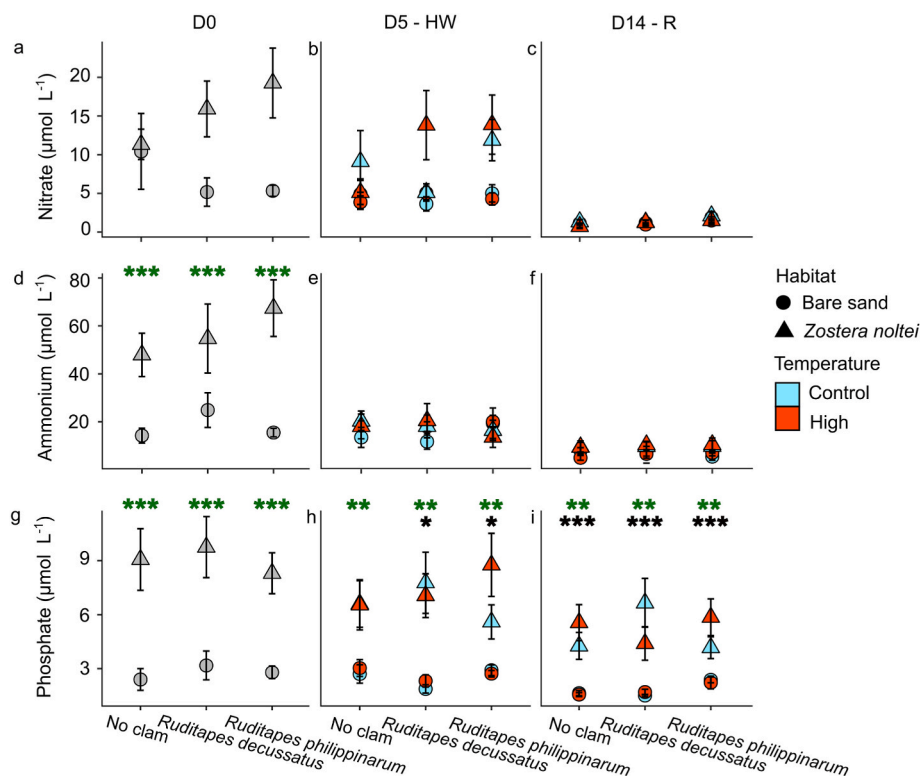 D0
D5 - HW
D14 - R
a
b
c
Nitrate (µmol L⁻¹)
20
15
10
5
0
d
***
***
***
e
f
Ammonium (µmol L⁻¹)
80
60
40
20
Habitat
Bare sand
Zostera noltei
Temperature
Control
High
g
***
***
***
h
**
**
**
*
*
i
**
**
**
***
***
***
Phosphate (µmol L⁻¹)
9
6
3
No clam
Ruditapes decussatus
Ruditapes philippinarum
No clam
Ruditapes decussatus
Ruditapes philippinarum
No clam
Ruditapes decussatus
Ruditapes philippinarum